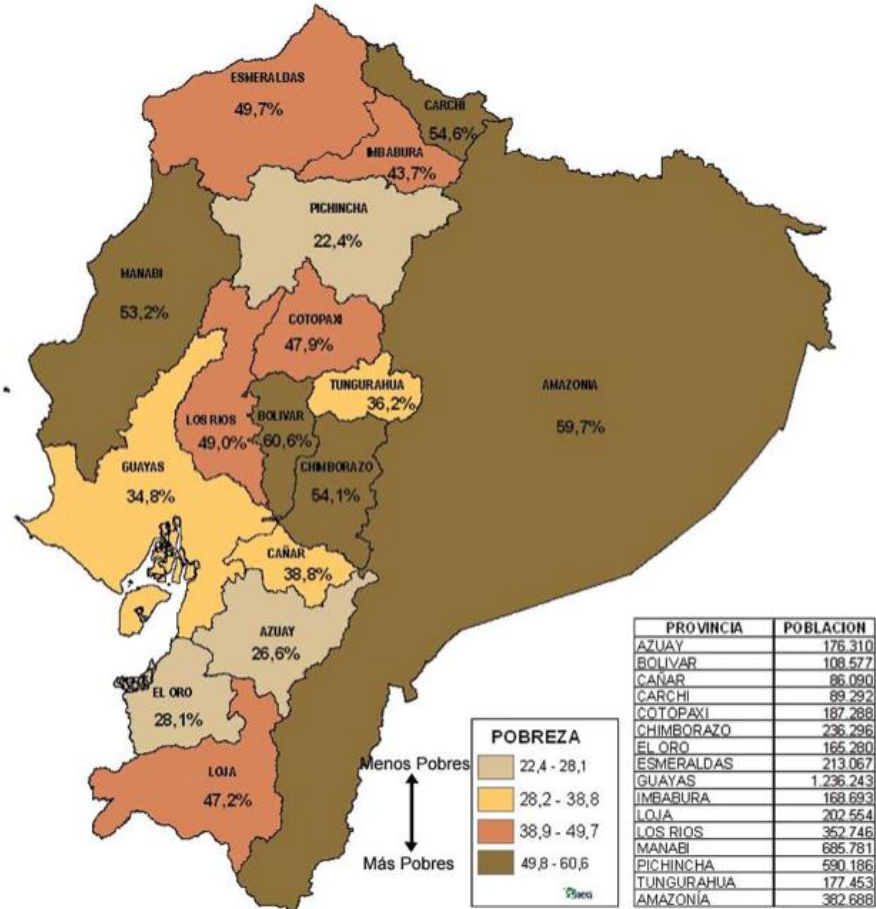 ESMERALDAS
49,7%
CARCHI
54,6%
IMBABURA
43,7%
PICHINCHA
22,4%
MANABI
53,2%
COTOPAXI
47,9%
TUNGURAHUA
36,2%
AMAZONIA
59,7%
LOS RIOS
49,0%
BOLIVAR
60,6%
CHIMBORAZO
54,1%
GUAYAS
34,8%
CAÑAR
38,8%
AZUAY
26,6%
EL ORO
28,1%
LOJA
47,2%
Menos Pobres
Más Pobres
POBREZA
22,4 - 28,1
28,2 - 38,8
38,9 - 49,7
49,8 - 60,6
PROVINCIA POBLACION
AZUAY 176.310
BOLIVAR 108.577
CAÑAR 86.090
CARCHI 89.292
COTOPAXI 187.288
CHIMBORAZO 236.296
EL ORO 165.280
ESMERALDAS 213.067
GUAYAS 1.236.243
IMBABURA 168.693
LOJA 202.554
LOS RIOS 352.746
MANABI 685.781
PICHINCHA 590.186
TUNGURAHUA 177.453
AMAZONÍA 382.688